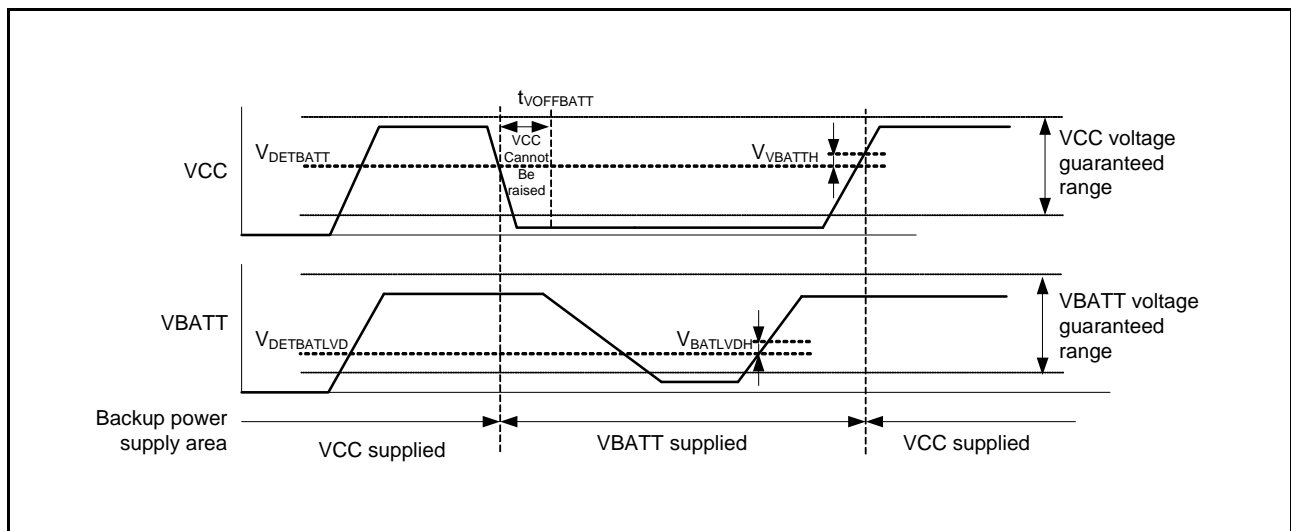 tVOFFBATT
VCC
VDETBATT
VCC
Cannot
Be
raised
VVBATTH
VCC voltage
guaranteed
range
VBATT
VDETBATLVD
VBATLVDH
VBATT voltage
guaranteed
range
Backup power
supply area
VCC supplied
VBATT supplied
VCC supplied